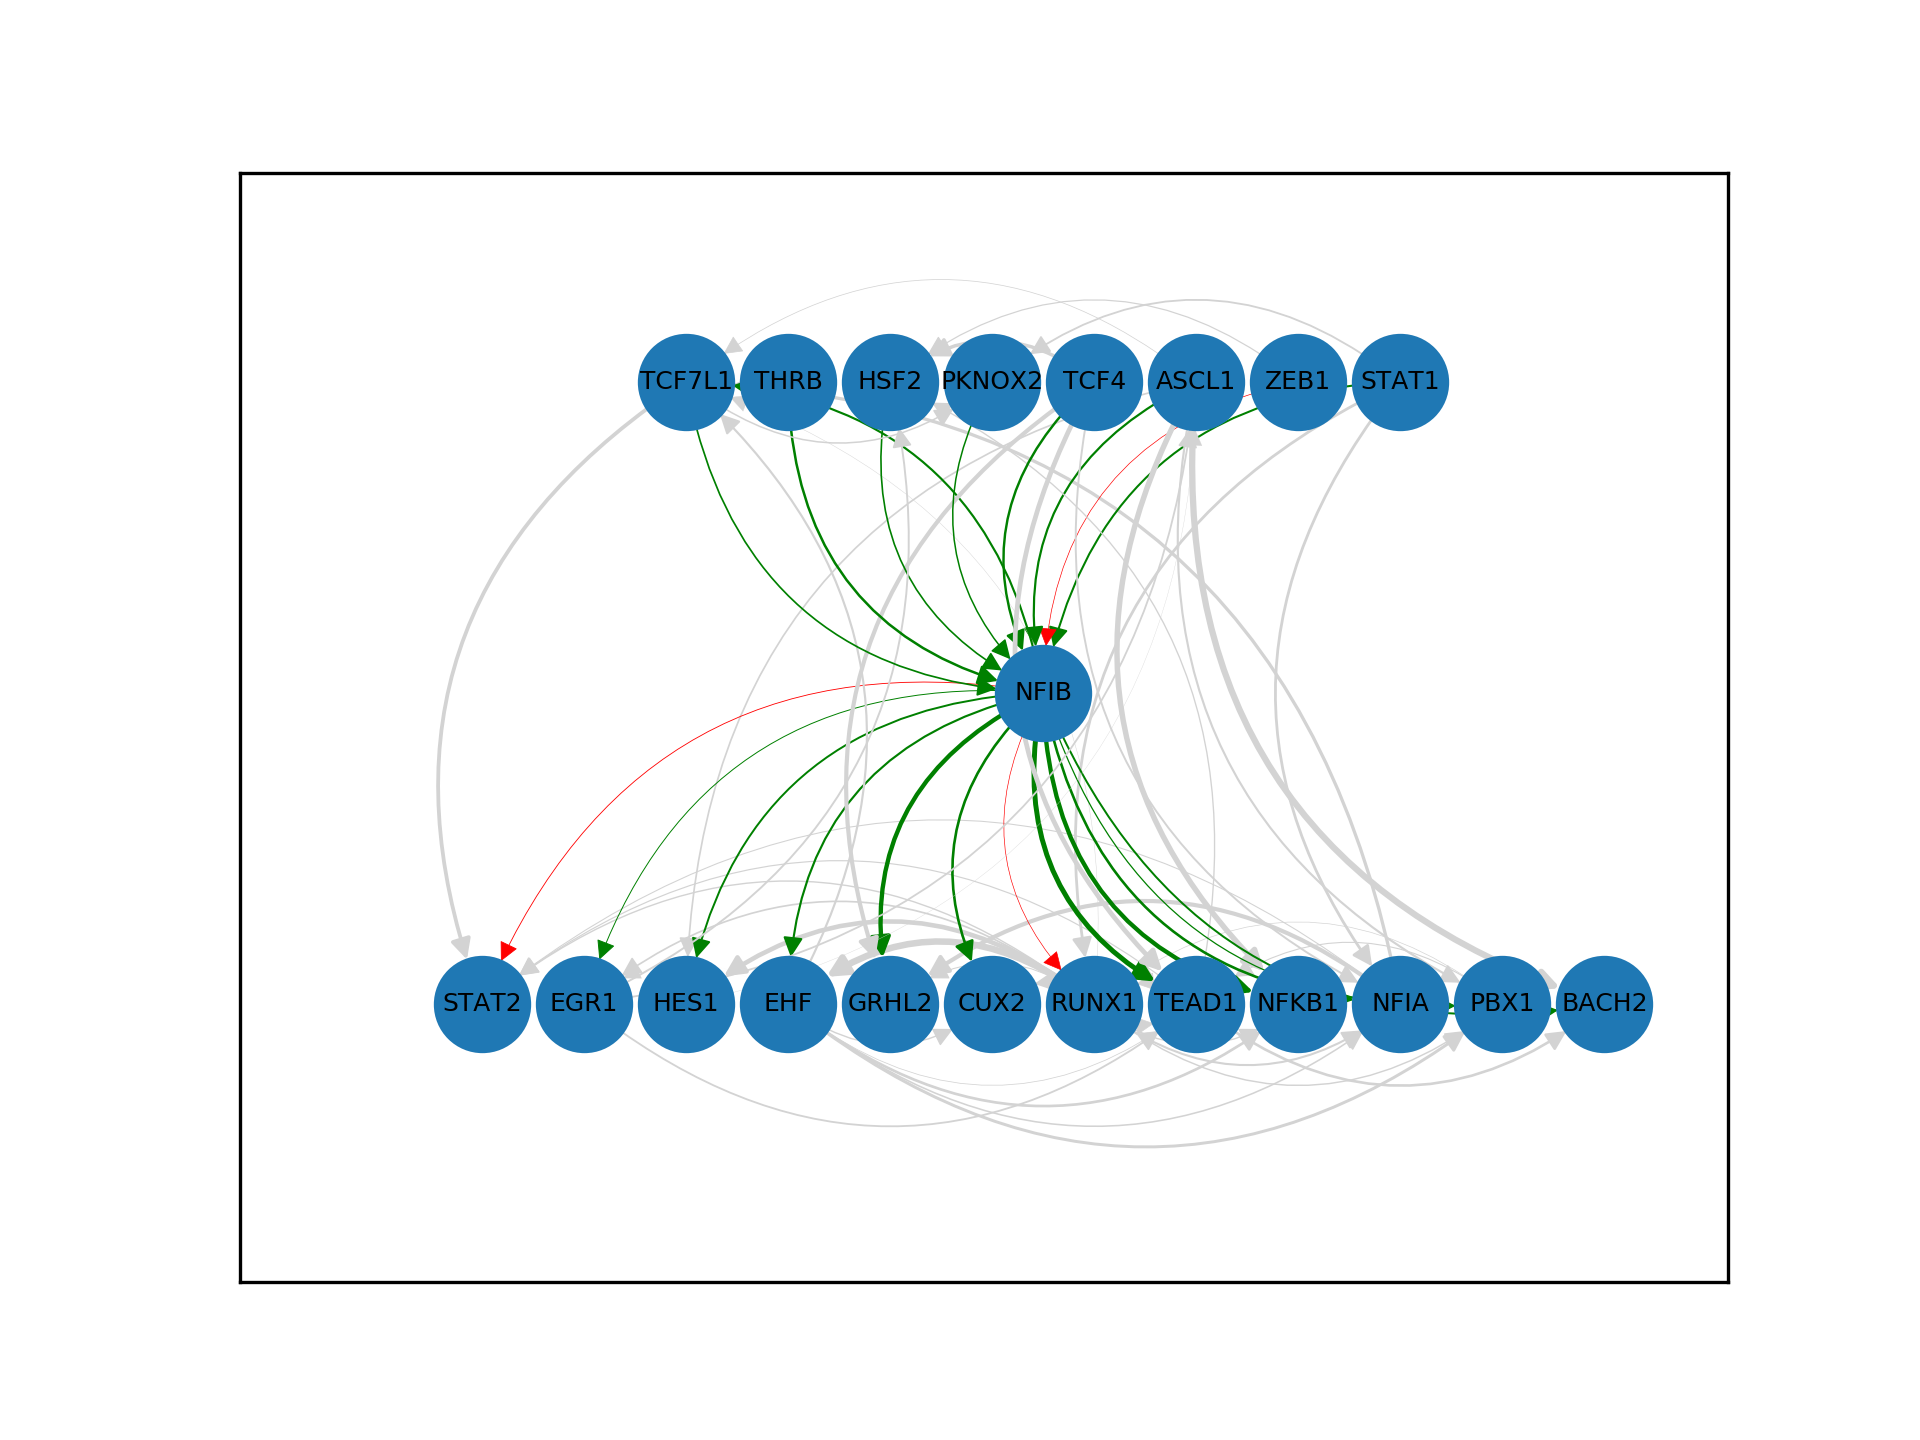 TCF7L1 THRB HSF2 PKNOX2 TCF4 ASCL1 ZEB1 STAT1
NFIB
STAT2 EGR1 HES1 EHF GRHL2 CUX2 RUNX1 TEAD1 NFKB1 NFIA PBX1 BACH2